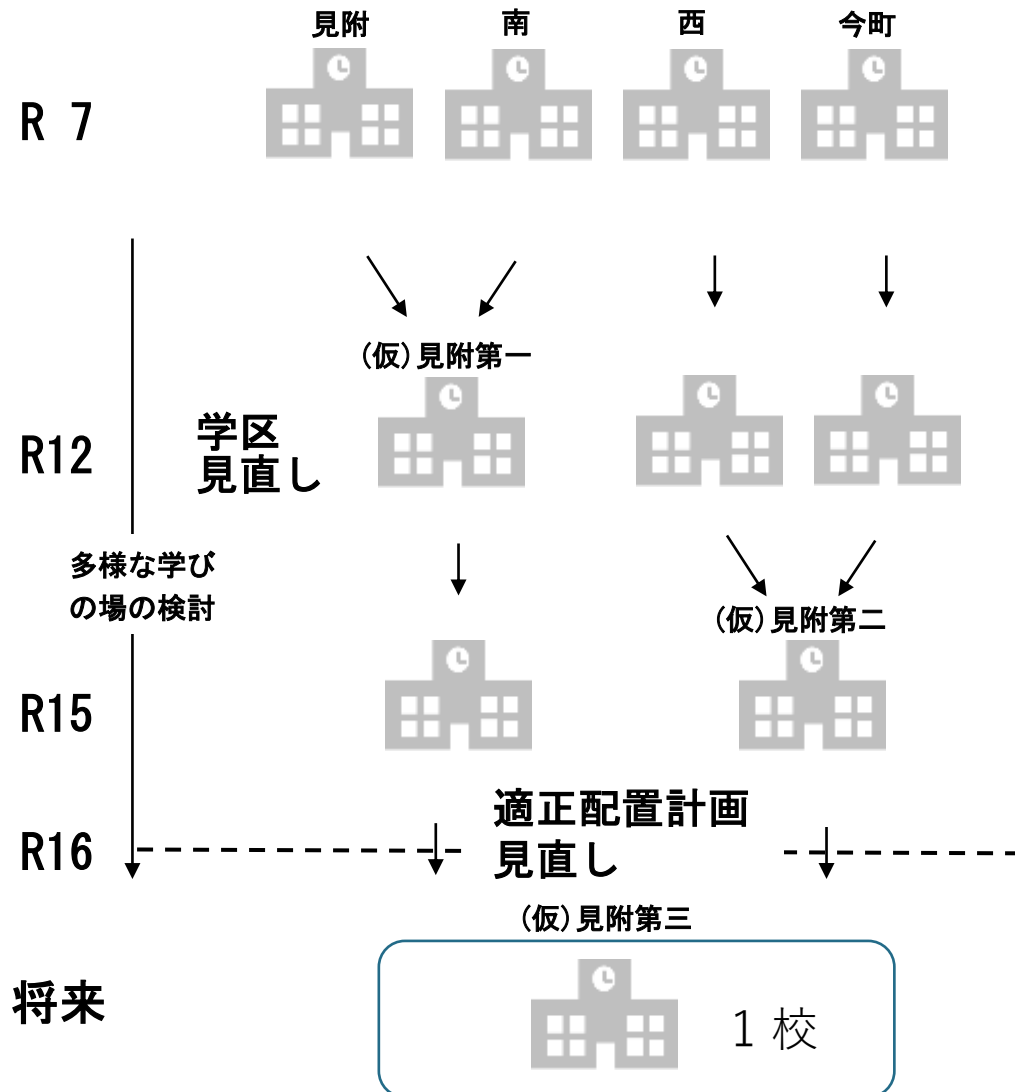 見附 南 西 今町
R 7
(仮)見附第一
R12
学区
見直し
多様な学び
の場の検討
(仮)見附第二
R15
適正配置計画
見直し
R16
(仮)見附第三
将来
1校